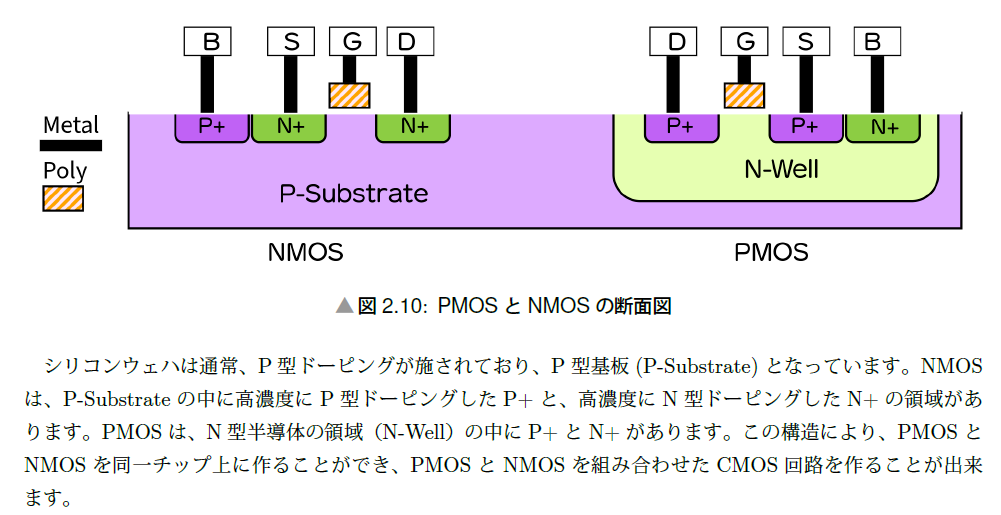 B S G D D G S B
Metal P+ N+ N+ P+ P+ N+
Poly P-Substrate N-Well
NMOS PMOS
▲図 2.10: PMOS と NMOS の断面図
シリコンウェハは通常、P 型ドーピングが施されており、P 型基板 (P-Substrate) となっています。NMOS
は、P-Substrate の中に高濃度に P 型ドーピングした P+ と、高濃度に N 型ドーピングした N+ の領域があ
ります。PMOS は、N 型半導体の領域（N-Well）の中に P+ と N+ があります。この構造により、PMOS と
NMOS を同一チップ上に作ることができ、PMOS と NMOS を組み合わせた CMOS 回路を作ることが出来
ます。